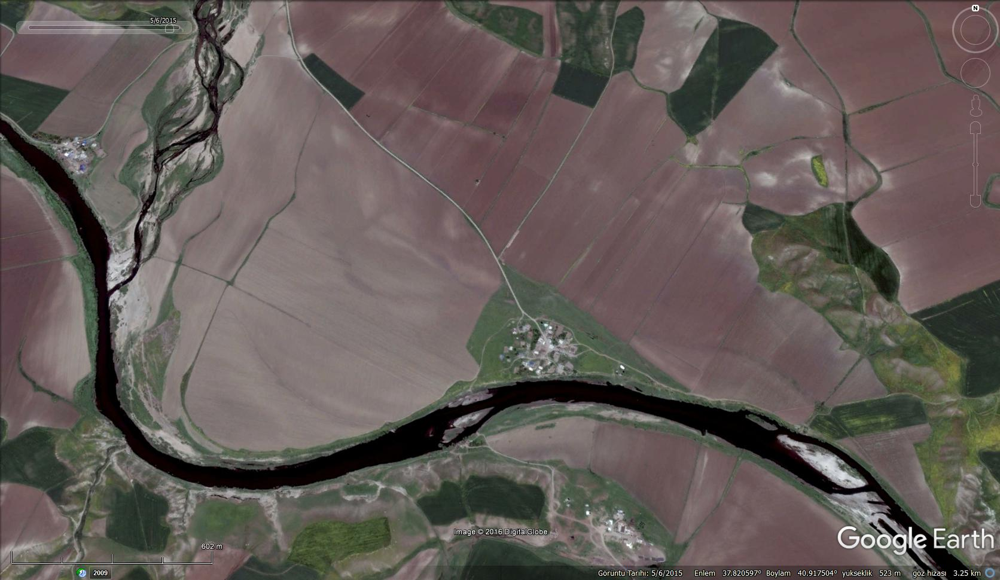 5/6/2015
N
Image © 2016 DigitalGlobe
Google Earth
602 m
2009
Görüntü Tarihi: 5/6/2015 Enlem 37.820597° Boylam 40.917504° yükseklik 523 m göz hizası 3.25 km